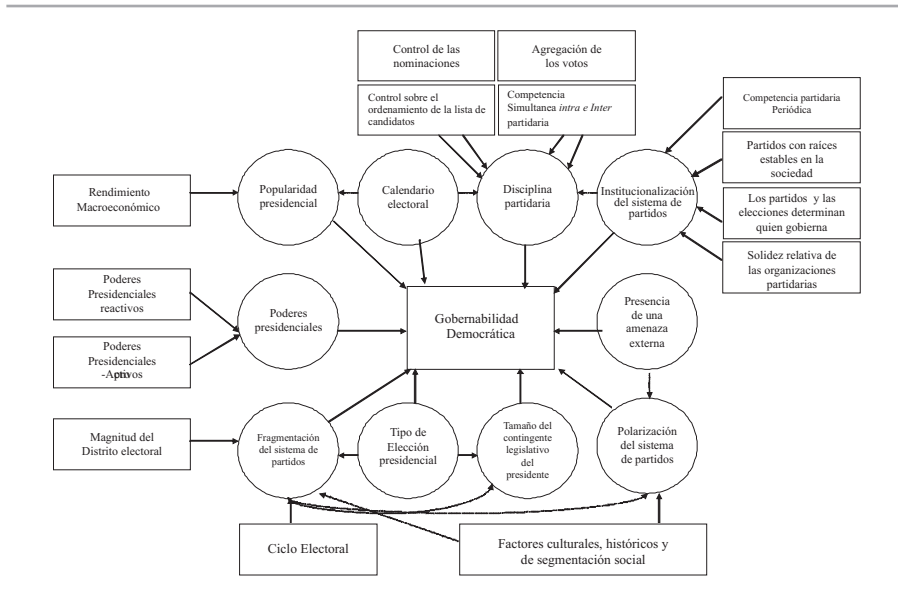 Control de las
nominaciones
Agregación de
los votos
Control sobre el
ordenamiento de la lista de
candidatos
Competencia
Simultanea intra e Inter
partidaria
Competencia partidaria
Periódica
Partidos con raíces
estables en la
sociedad
Los partidos y las
elecciones determinan
quien gobierna
Solidez relativa de
las organizaciones
partidarias
Rendimiento
Macroeconómico
Popularidad
presidencial
Calendario
electoral
Disciplina
partidaria
Institucionalización
del sistema de
partidos
Poderes
Presidenciales
reactivos
Poderes
Presidenciales
Poderes
presidenciales
Gobernabilidad
Democrática
Presencia
de una
amenaza
externa
Magnitud del
Distrito electoral
Fragmentación
del sistema de
partidos
Tipo de
Elección
presidencial
Tamaño del
contingente
legislativo
del
presidente
Polarización
del sistema
de partidos
Ciclo Electoral
Factores culturales, históricos y
de segmentación social